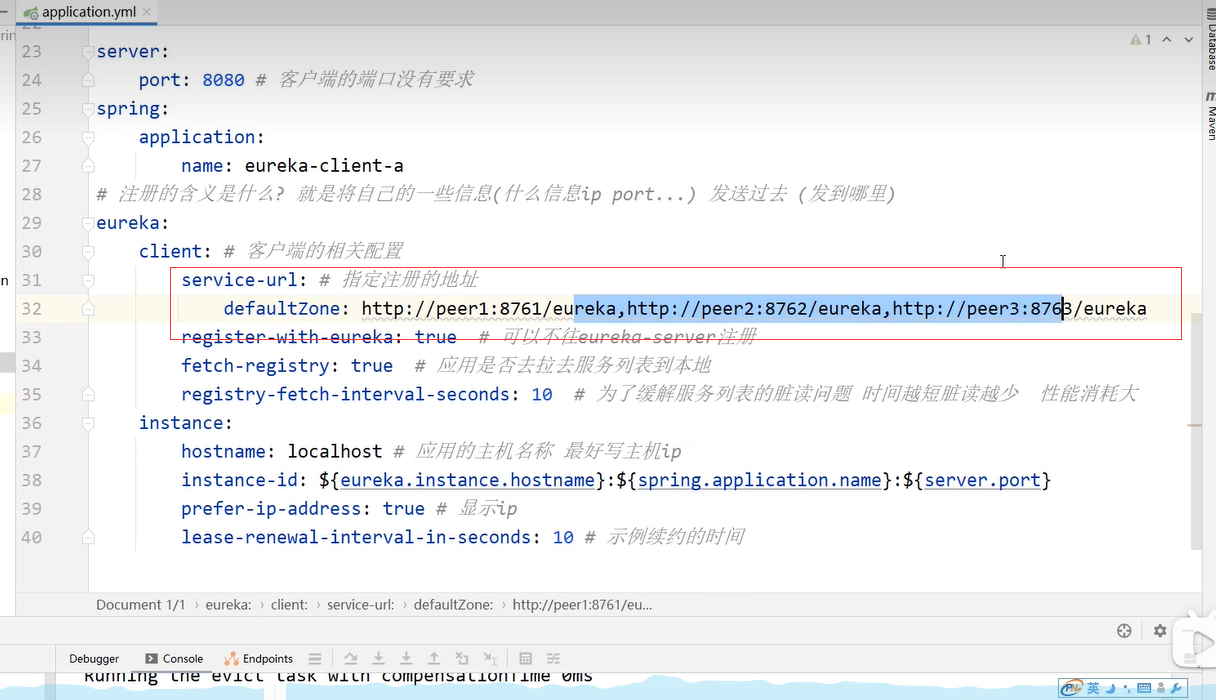 application.yml
22
23 server:
24 port: 8080 # 客户端的端口没有要求
25 spring:
26 application:
27 name: eureka-client-a
28 # 注册的含义是什么? 就是将自己的一些信息(什么信息ip port...) 发送过去 (发到哪里)
29 eureka:
30 client: # 客户端的相关配置
31 service-url: # 指定注册的地址
32 defaultZone: http://peer1:8761/eureka,http://peer2:8762/eureka,http://peer3:8763/eureka
33 register-with-eureka: true # 可以不往eureka-server注册
34 fetch-registry: true # 应用是否去拉去服务列表到本地
35 registry-fetch-interval-seconds: 10 # 为了缓解服务列表的脏读问题 时间越短脏读越少 性能消耗大
36 instance:
37 hostname: localhost # 应用的主机名称 最好写主机ip
38 instance-id: ${eureka.instance.hostname}:${spring.application.name}:${server.port}
39 prefer-ip-address: true # 显示ip
40 lease-renewal-interval-in-seconds: 10 # 示例续约的时间
1
Database
Maven
Document 1/1 › eureka: › client: › service-url: › defaultZone: › http://peer1:8761/eu...
Debugger Console Endpoints
Running the evict task with compensationTime 0ms
英